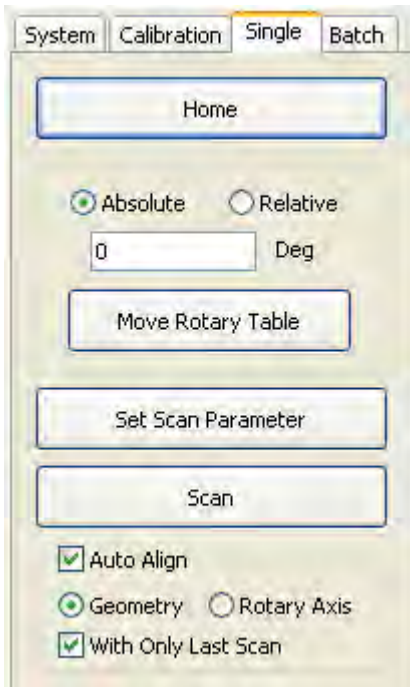 System Calibration Single Batch
Home
Absolute Relative
0 Deg
Move Rotary Table
Set Scan Parameter
Scan
Auto Align
Geometry Rotary Axis
With Only Last Scan